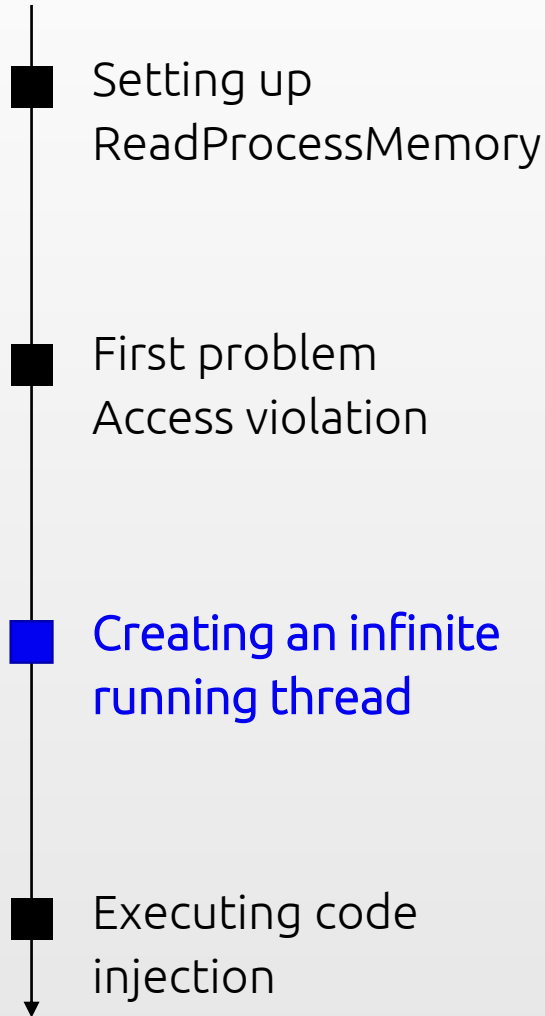 Setting up
ReadProcessMemory
First problem
Access violation
Creating an infinite
running thread
Executing code
injection